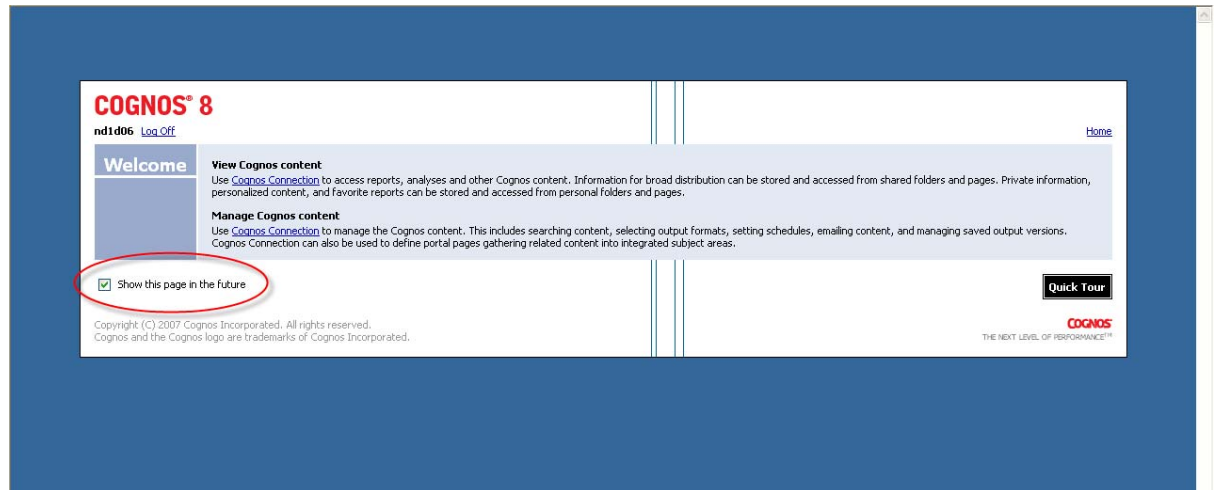 COGNOS® 8
nd1d06 Log Off
Home
Welcome
View Cognos content
Use Cognos Connection to access reports, analyses and other Cognos content. Information for broad distribution can be stored and accessed from shared folders and pages. Private information,
personalized content, and favorite reports can be stored and accessed from personal folders and pages.
Manage Cognos content
Use Cognos Connection to manage the Cognos content. This includes searching content, selecting output formats, setting schedules, emailing content, and managing saved output versions.
Cognos Connection can also be used to define portal pages gathering related content into integrated subject areas.
Show this page in the future
Quick Tour
Copyright (C) 2007 Cognos Incorporated. All rights reserved.
Cognos and the Cognos logo are trademarks of Cognos Incorporated.
COGNOS
THE NEXT LEVEL OF PERFORMANCE™